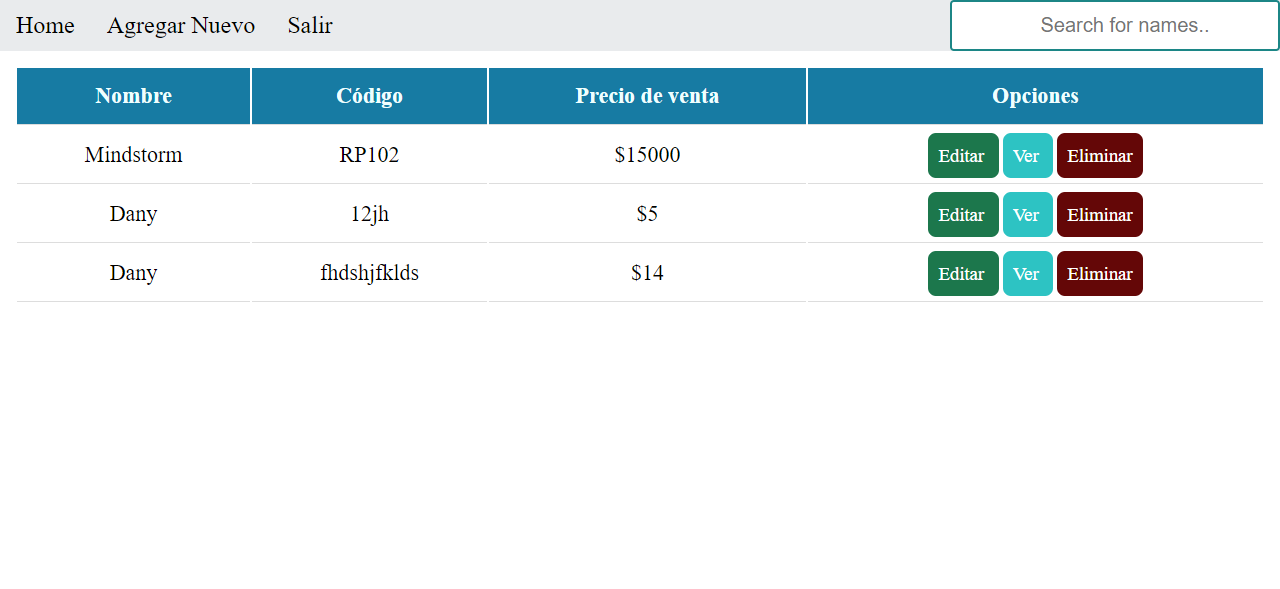 Home Agregar Nuevo Salir Search for names..
Nombre Código Precio de venta Opciones
Mindstorm RP102 $15000 Editar Ver Eliminar
Dany 12jh $5 Editar Ver Eliminar
Dany fhdshjfklds $14 Editar Ver Eliminar